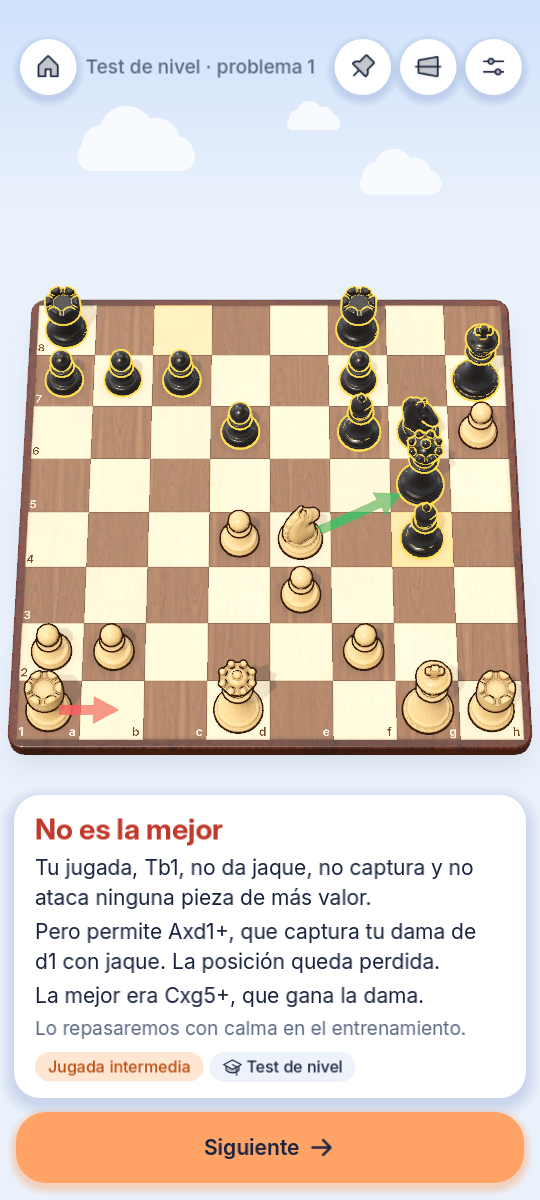 Test de nivel · problema 1
8
7
6
5
4
3
2
1 a b c d e f g h
No es la mejor
Tu jugada, Tb1, no da jaque, no captura y no
ataca ninguna pieza de más valor.
Pero permite Axd1+, que captura tu dama de
d1 con jaque. La posición queda perdida.
La mejor era Cxg5+, que gana la dama.
Lo repasaremos con calma en el entrenamiento.
Jugada intermedia Test de nivel
Siguiente →